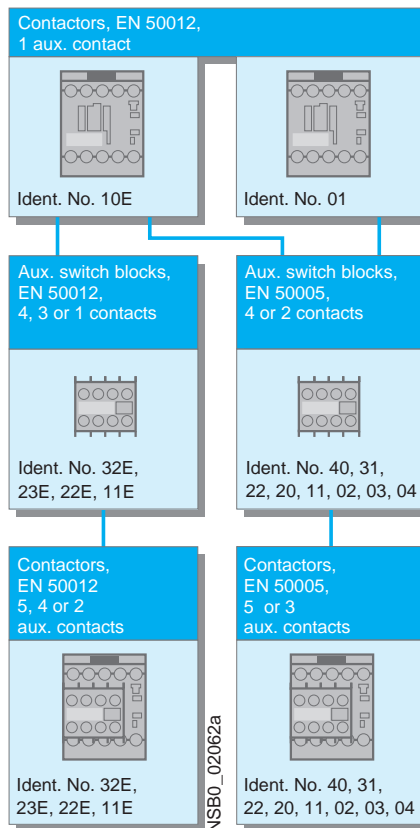 Contactors, EN 50012,
1 aux. contact
Ident. No. 10E
Ident. No. 01
Aux. switch blocks,
EN 50012,
4, 3 or 1 contacts
Aux. switch blocks,
EN 50005,
4 or 2 contacts
Ident. No. 32E,
23E, 22E, 11E
Ident. No. 40, 31,
22, 20, 11, 02, 03, 04
Contactors,
EN 50012
5, 4 or 2
aux. contacts
Contactors,
EN 50005,
5 or 3
aux. contacts
Ident. No. 32E,
23E, 22E, 11E
Ident. No. 40, 31,
22, 20, 11, 02, 03, 04
NSB0_02062a